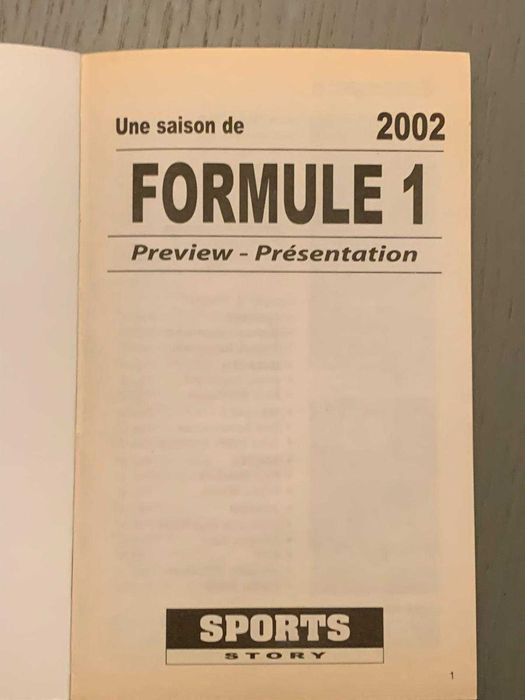 Une saison de 2002
FORMULE 1
Preview - Présentation
SPORTS
STORY
1